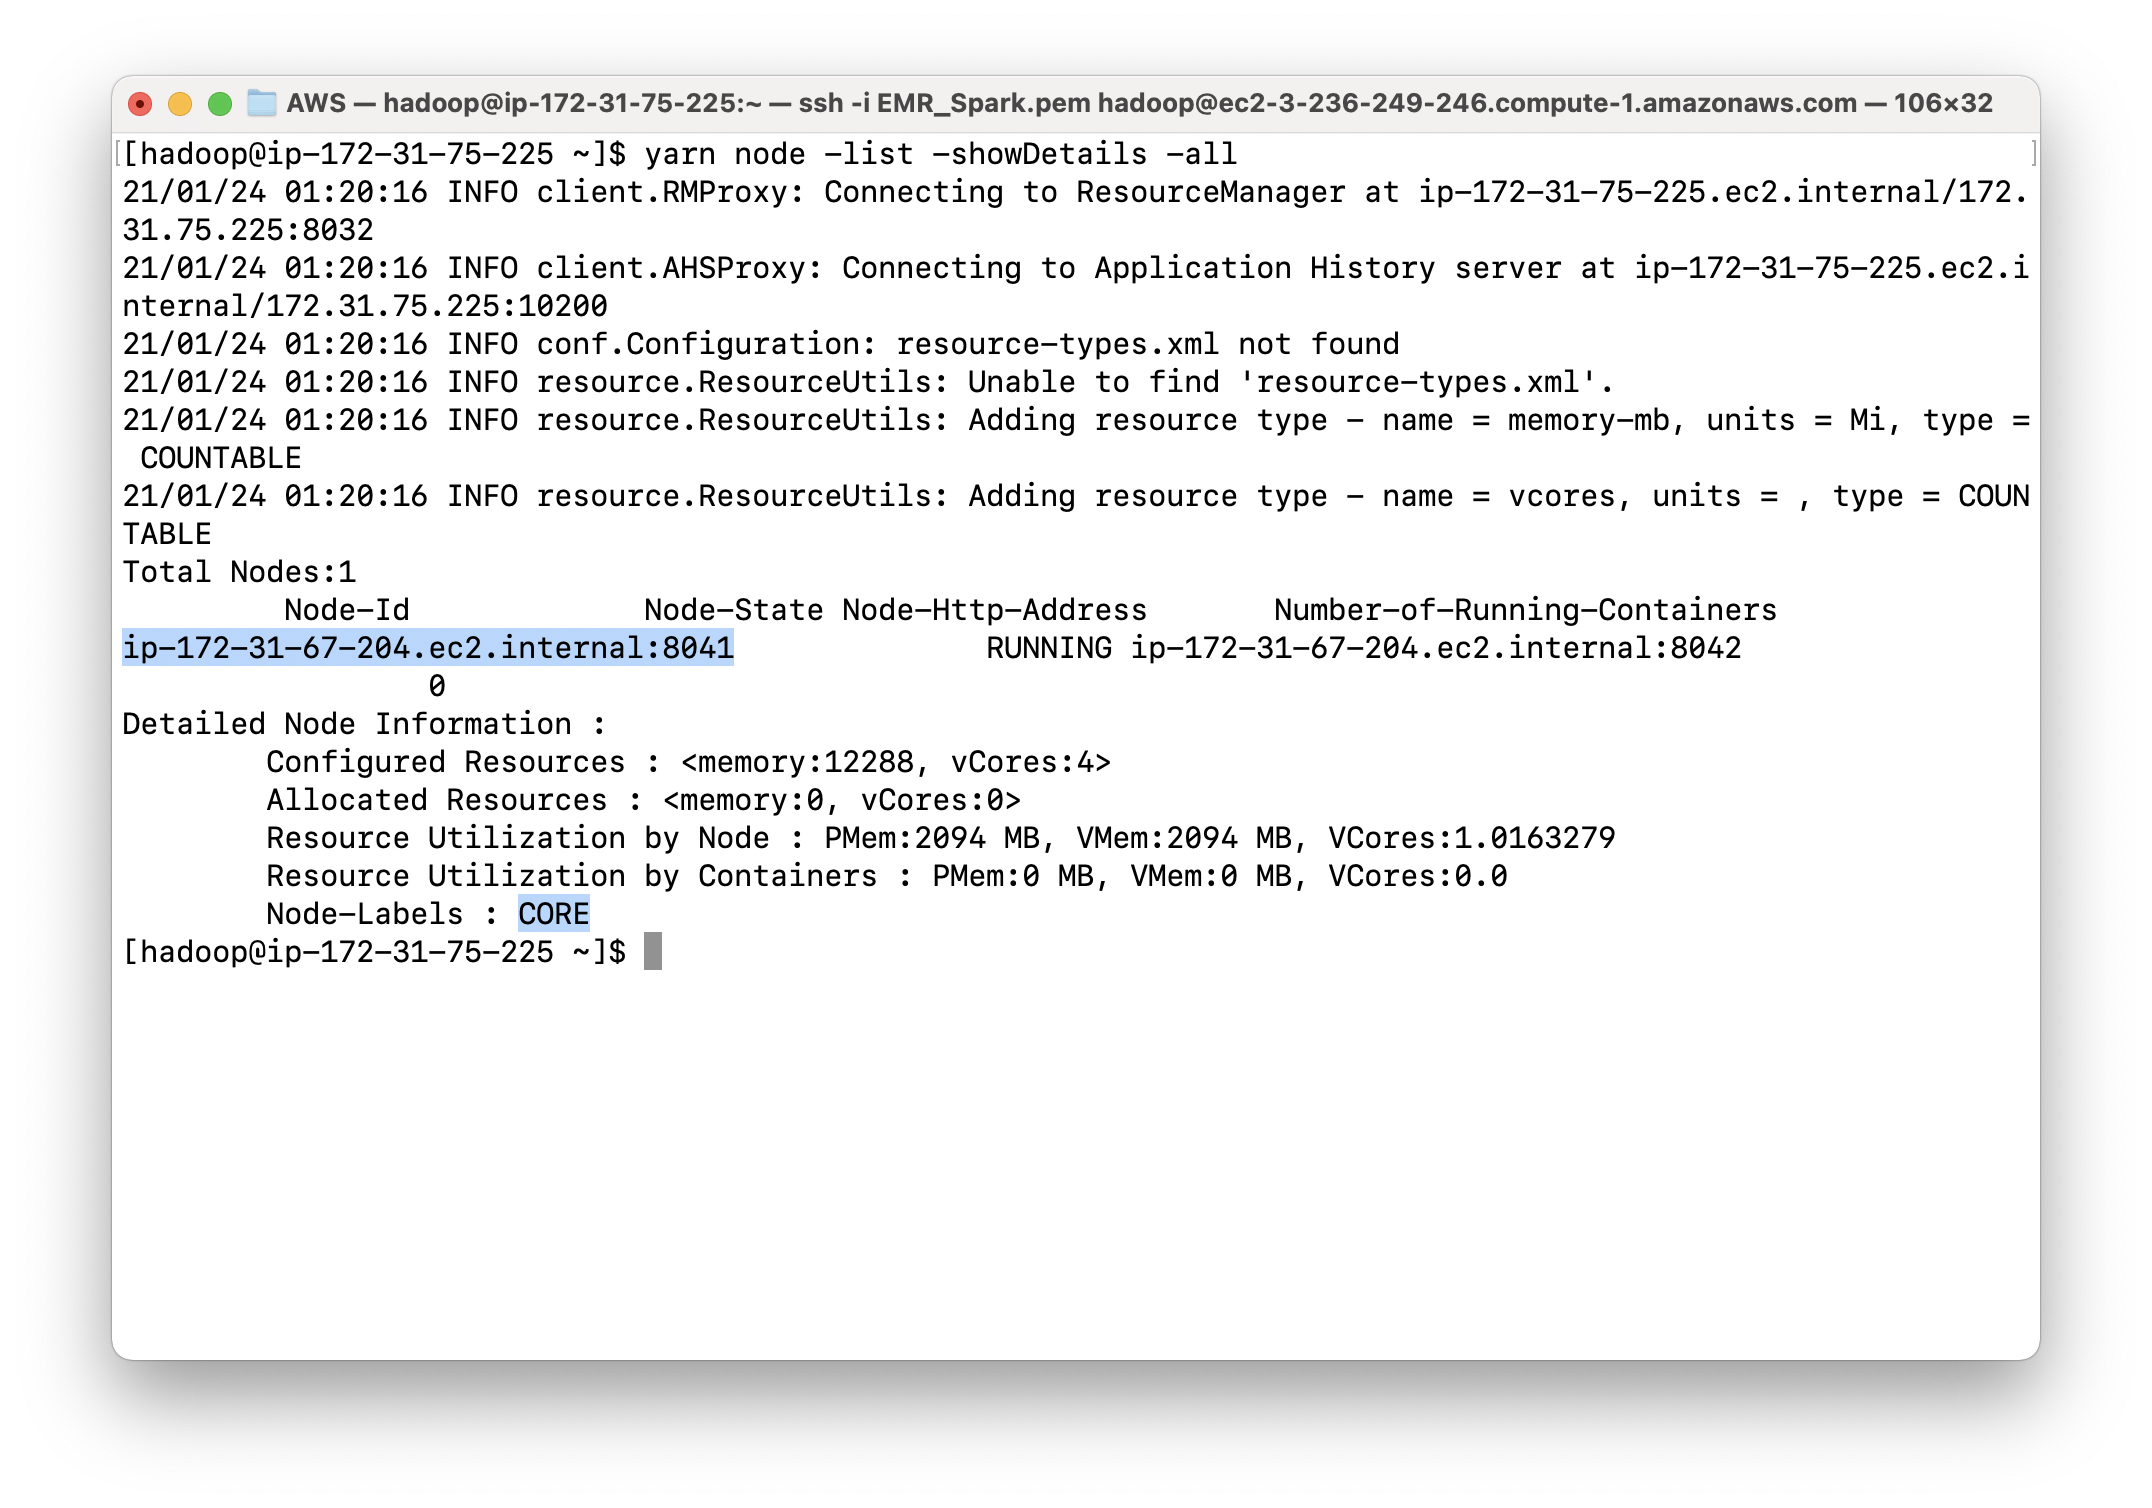 AWS — hadoop@ip-172-31-75-225:~ — ssh -i EMR_Spark.pem hadoop@ec2-3-236-249-246.compute-1.amazonaws.com — 106×32
[[hadoop@ip-172-31-75-225 ~]$ yarn node -list -showDetails -all ]
21/01/24 01:20:16 INFO client.RMProxy: Connecting to ResourceManager at ip-172-31-75-225.ec2.internal/172.
31.75.225:8032
21/01/24 01:20:16 INFO client.AHSProxy: Connecting to Application History server at ip-172-31-75-225.ec2.i
nternal/172.31.75.225:10200
21/01/24 01:20:16 INFO conf.Configuration: resource-types.xml not found
21/01/24 01:20:16 INFO resource.ResourceUtils: Unable to find 'resource-types.xml'.
21/01/24 01:20:16 INFO resource.ResourceUtils: Adding resource type - name = memory-mb, units = Mi, type =
 COUNTABLE
21/01/24 01:20:16 INFO resource.ResourceUtils: Adding resource type - name = vcores, units = , type = COUN
TABLE
Total Nodes:1
         Node-Id             Node-State Node-Http-Address       Number-of-Running-Containers
ip-172-31-67-204.ec2.internal:8041              RUNNING ip-172-31-67-204.ec2.internal:8042
                 0
Detailed Node Information :
        Configured Resources : <memory:12288, vCores:4>
        Allocated Resources : <memory:0, vCores:0>
        Resource Utilization by Node : PMem:2094 MB, VMem:2094 MB, VCores:1.0163279
        Resource Utilization by Containers : PMem:0 MB, VMem:0 MB, VCores:0.0
        Node-Labels : CORE
[hadoop@ip-172-31-75-225 ~]$